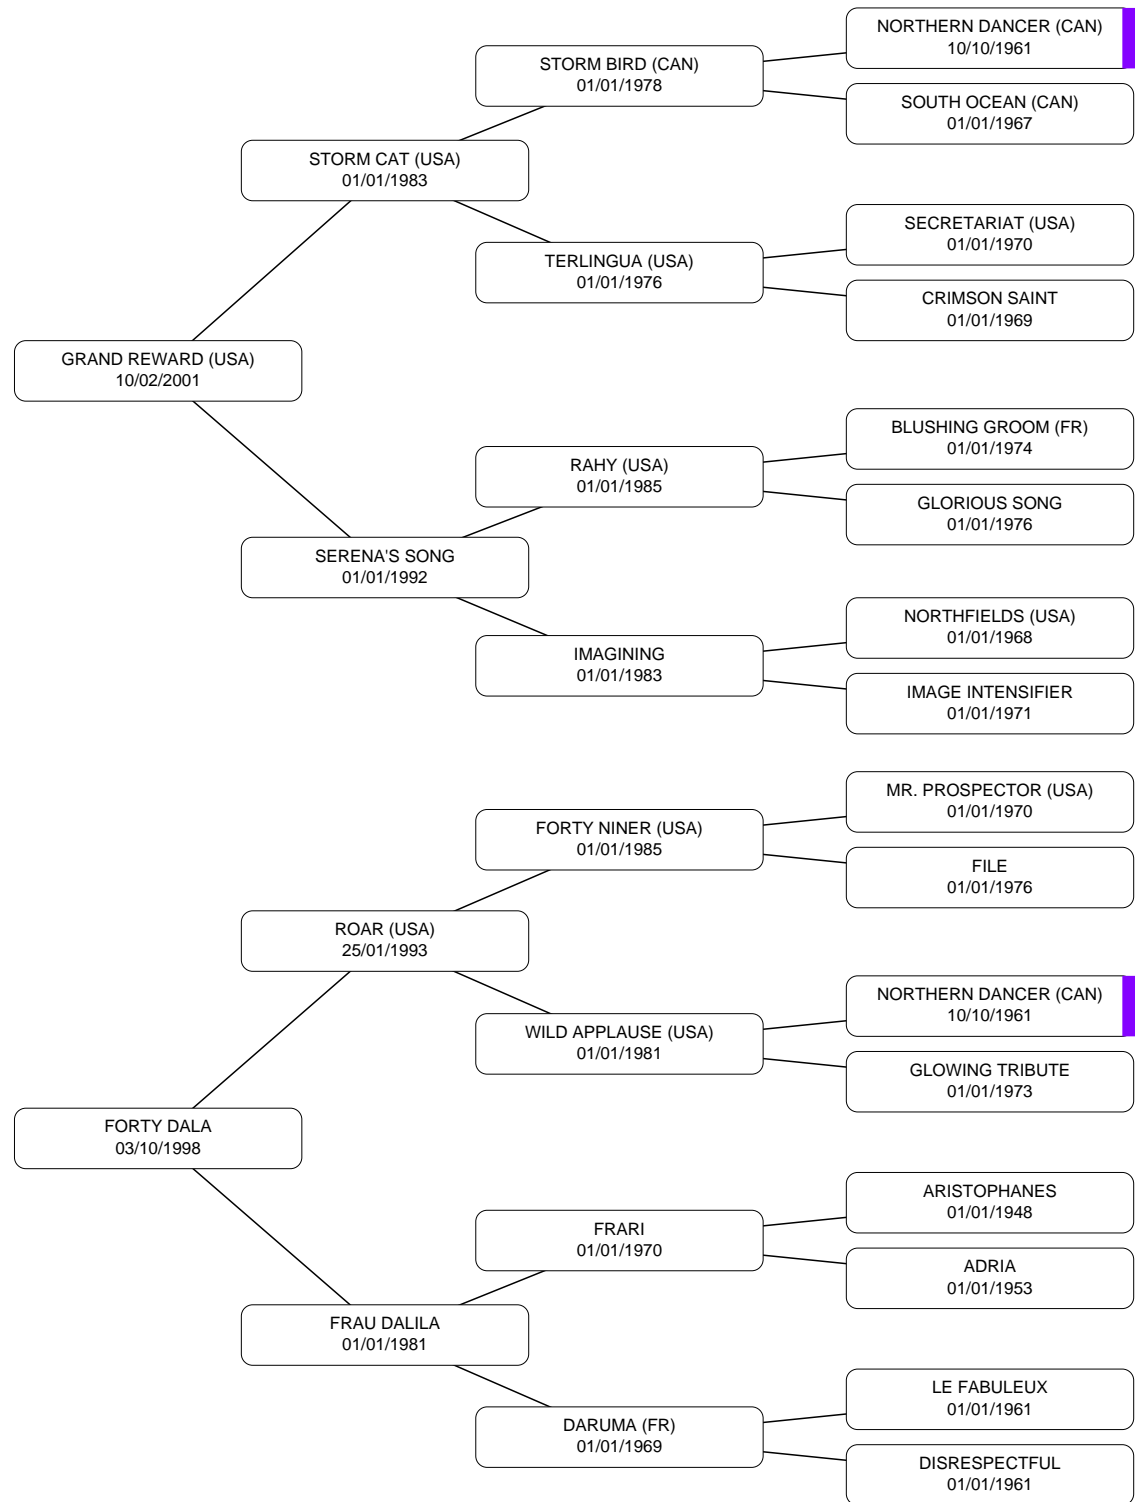 NORTHERN DANCER (CAN)
10/10/1961
STORM BIRD (CAN)
01/01/1978
SOUTH OCEAN (CAN)
01/01/1967
STORM CAT (USA)
01/01/1983
SECRETARIAT (USA)
01/01/1970
TERLINGUA (USA)
01/01/1976
CRIMSON SAINT
01/01/1969
GRAND REWARD (USA)
10/02/2001
BLUSHING GROOM (FR)
01/01/1974
RAHY (USA)
01/01/1985
GLORIOUS SONG
01/01/1976
SERENA'S SONG
01/01/1992
NORTHFIELDS (USA)
01/01/1968
IMAGINING
01/01/1983
IMAGE INTENSIFIER
01/01/1971
MR. PROSPECTOR (USA)
01/01/1970
FORTY NINER (USA)
01/01/1985
FILE
01/01/1976
ROAR (USA)
25/01/1993
NORTHERN DANCER (CAN)
10/10/1961
WILD APPLAUSE (USA)
01/01/1981
GLOWING TRIBUTE
01/01/1973
FORTY DALA
03/10/1998
ARISTOPHANES
01/01/1948
FRARI
01/01/1970
ADRIA
01/01/1953
FRAU DALILA
01/01/1981
LE FABULEUX
01/01/1961
DARUMA (FR)
01/01/1969
DISRESPECTFUL
01/01/1961